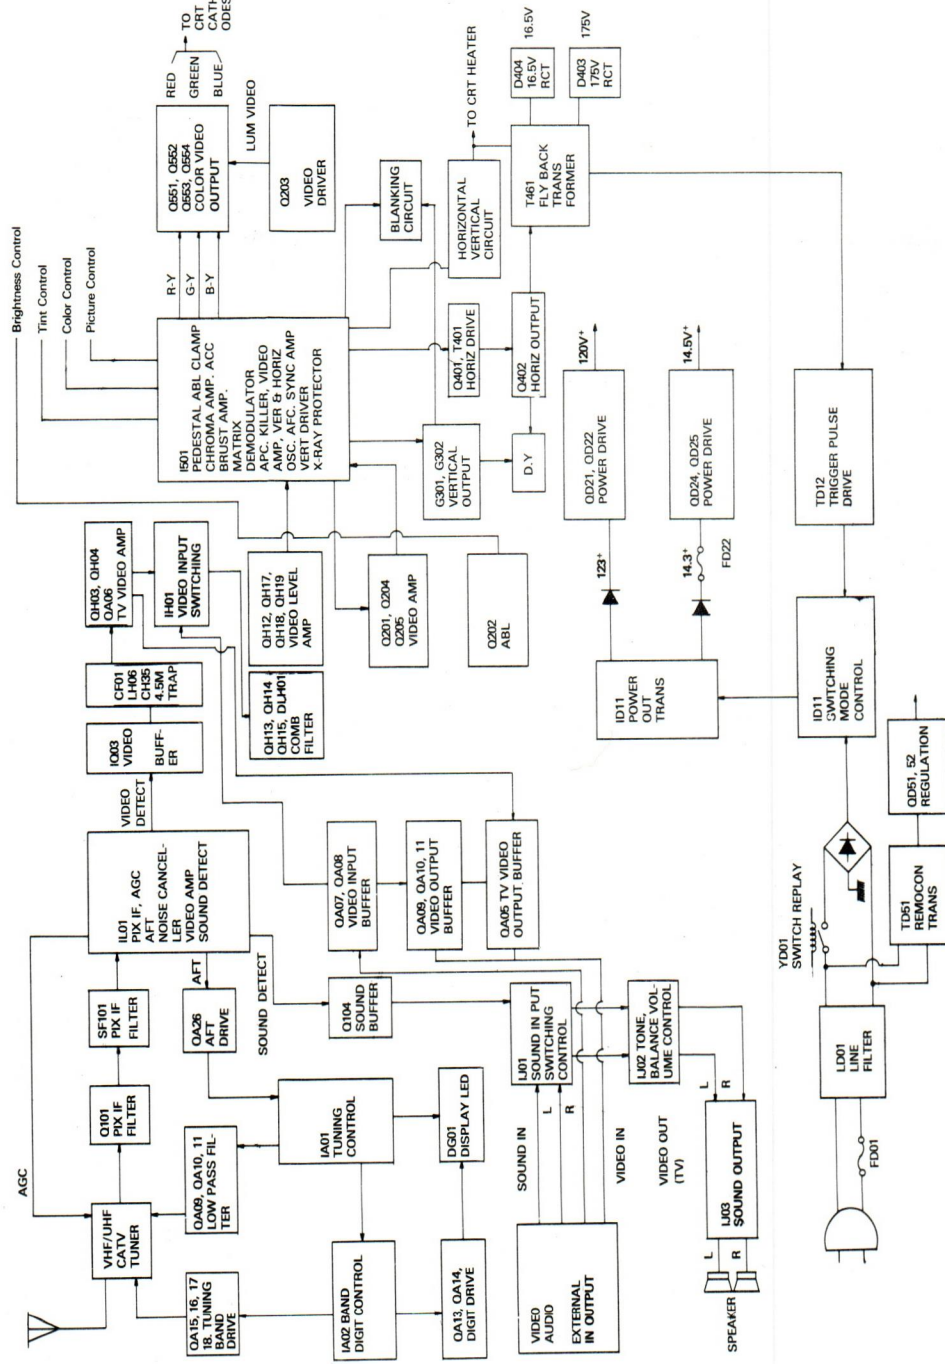 AGC
VHF/UHF
CATV
TUNER
Q101
PIX IF
FILTER
SF101
PIX IF
FILTER
IL01
PIX IF, AGC
AFT
NOISE CANCEL-
LER
VIDEO AMP
SOUND DETECT
VIDEO
DETECT
IQ03
VIDEO
BUFF-
ER
CF01
LH06
CH35
4.5M
TRAP
QH03, QH04
QA06
TV VIDEO AMP
IH01
VIDEO INPUT
SWITCHING
Brightness Control
Tint Control
Color Control
Picture Control
I501
PEDESTAL ABL CLAMP
CHROMA AMP. ACC
BRUST AMP.
MATRIX
DEMODULATOR
APC. KILLER, VIDEO
AMP, VER & HORIZ
OSC. AFC. SYNC AMP
VERT DRIVER
X-RAY PROTECTOR
R-Y
G-Y
B-Y
Q551, Q552
Q553, Q554
COLOR VIDEO
OUTPUT
RED
GREEN
BLUE
TO
CRT
CATH
ODES
LUM VIDEO
Q203
VIDEO
DRIVER
QA15, 16, 17
18. TUNING
BAND
DRIVE
QA09, QA10, 11
LOW PASS FIL-
TER
AFT
QA26
AFT
DRIVE
SOUND DETECT
IA02 BAND
DIGIT CONTROL
IA01
TUNING
CONTROL
Q104
SOUND
BUFFER
QA07, QA08
VIDEO INPUT
BUFFER
QA13, QA14,
DIGIT DRIVE
DG01
DISPLAY LED
QA09, QA10, 11
VIDEO OUTPUT
BUFFER
QA05 TV VIDEO
OUTPUT BUFFER
QH13, QH14
QH15, DLH01
COMB
FILTER
QH12, QH17,
QH18, QH19
VIDEO LEVEL
AMP
Q201, Q204
Q205
VIDEO AMP
Q202
ABL
BLANKING
CIRCUIT
HORIZONTAL
VERTICAL
CIRCUIT
TO CRT HEATER
Q401, T401
HORIZ DRIVE
G301, G302
VERTICAL
OUTPUT
Q402
HORIZ OUTPUT
D.Y
T461
FLY BACK
TRANS
FORMER
D404
16.5V
RCT
16.5V
D403
175V
RCT
175V
VIDEO
AUDIO
EXTERNAL
IN OUTPUT
SOUND IN
L
R
VIDEO IN
VIDEO OUT
(TV)
IJ01
SOUND IN PUT
SWITCHING
CONTROL
IJ02 TONE,
BALANCE VOL-
UME CONTROL
L
R
IJ03
SOUND OUTPUT
L
R
SPEAKER
ID11
POWER
OUT
TRANS
123+
QD21, QD22
POWER DRIVE
120V+
14.3+
FD22
QD24, QD25
POWER DRIVE
14.5V+
FD01
LD01
LINE
FILTER
YD01
SWITCH REPLAY
TD51
REMOCON
TRANS
QD51, 52
REGULATION
ID11
SWITCHING
MODE
CONTROL
TD12
TRIGGER PULSE
DRIVE